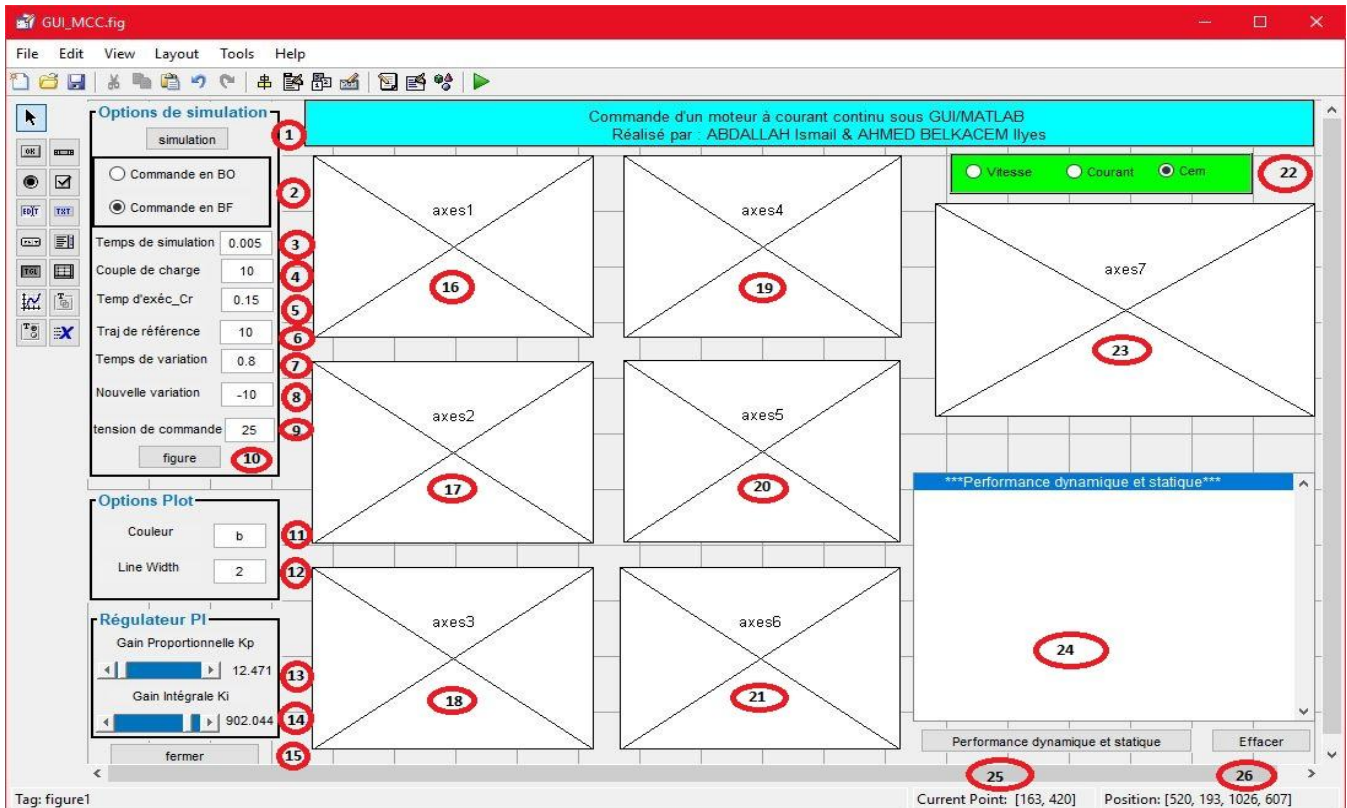 GUI_MCC.fig
File Edit View Layout Tools Help
OK
EDIT TXT
TGL
Options de simulation
simulation
1
Commande en BO
Commande en BF
2
Temps de simulation 0.005 3
Couple de charge 10 4
Temp d'exéc_Cr 0.15 5
Traj de référence 10 6
Temps de variation 0.8 7
Nouvelle variation -10 8
tension de commande 25 9
figure 10
Options Plot
Couleur b 11
Line Width 2 12
Régulateur PI
Gain Proportionnelle Kp
12.471 13
Gain Intégrale Ki
902.044 14
fermer 15
Commande d'un moteur à courant continu sous GUI/MATLAB
Réalisé par : ABDALLAH Ismail & AHMED BELKACEM Ilyes
axes1
16
axes4
19
axes2
17
axes5
20
axes3
18
axes6
21
Vitesse Courant Cem 22
axes7
23
***Performance dynamique et statique***
24
Performance dynamique et statique Effacer
25 26
Tag: figure1 Current Point: [163, 420] Position: [520, 193, 1026, 607]